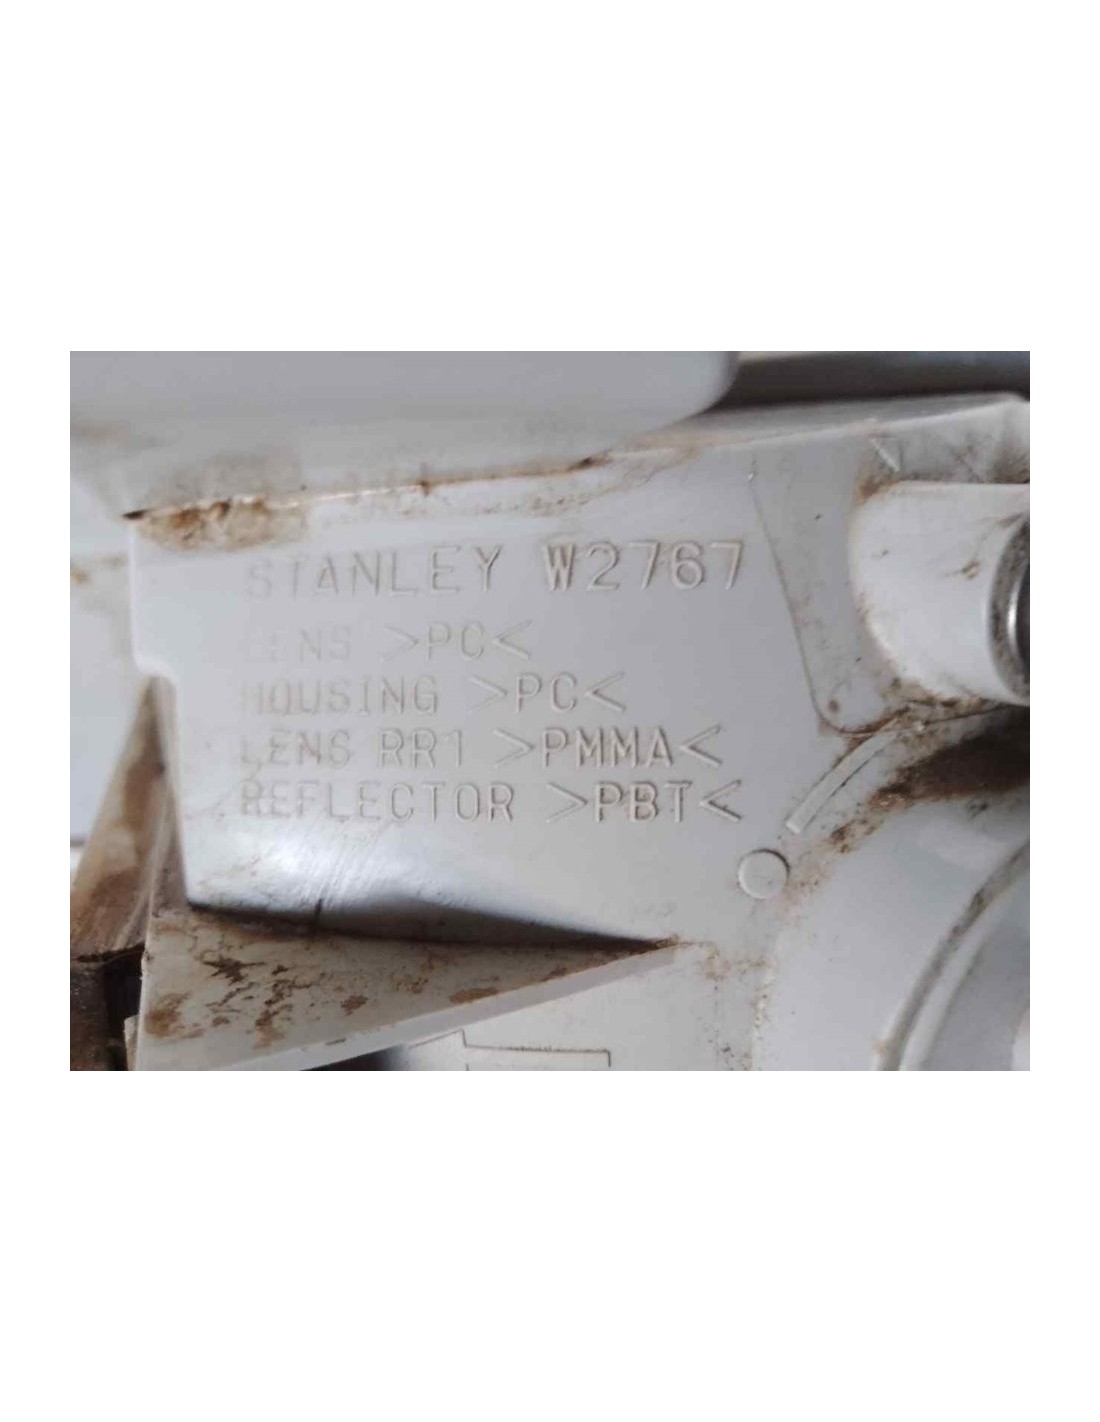 STANLEY W2767
LENS >PC<
HOUSING >PC<
LENS RR1 >PMMA<
REFLECTOR >PBT<